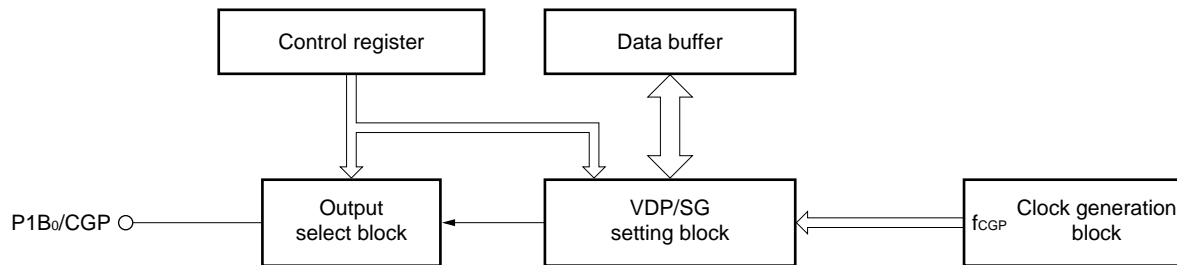 Control register
Data buffer
P1B0/CGP
Output
select block
VDP/SG
setting block
fCGP
Clock generation
block